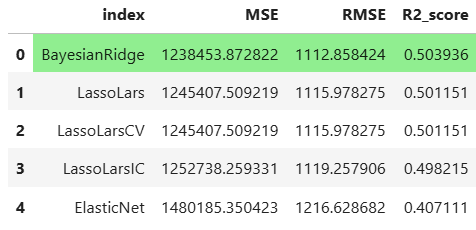 index MSE RMSE R2_score
0 BayesianRidge 1238453.872822 1112.858424 0.503936
1 LassoLars 1245407.509219 1115.978275 0.501151
2 LassoLarsCV 1245407.509219 1115.978275 0.501151
3 LassoLarsIC 1252738.259331 1119.257906 0.498215
4 ElasticNet 1480185.350423 1216.628682 0.407111